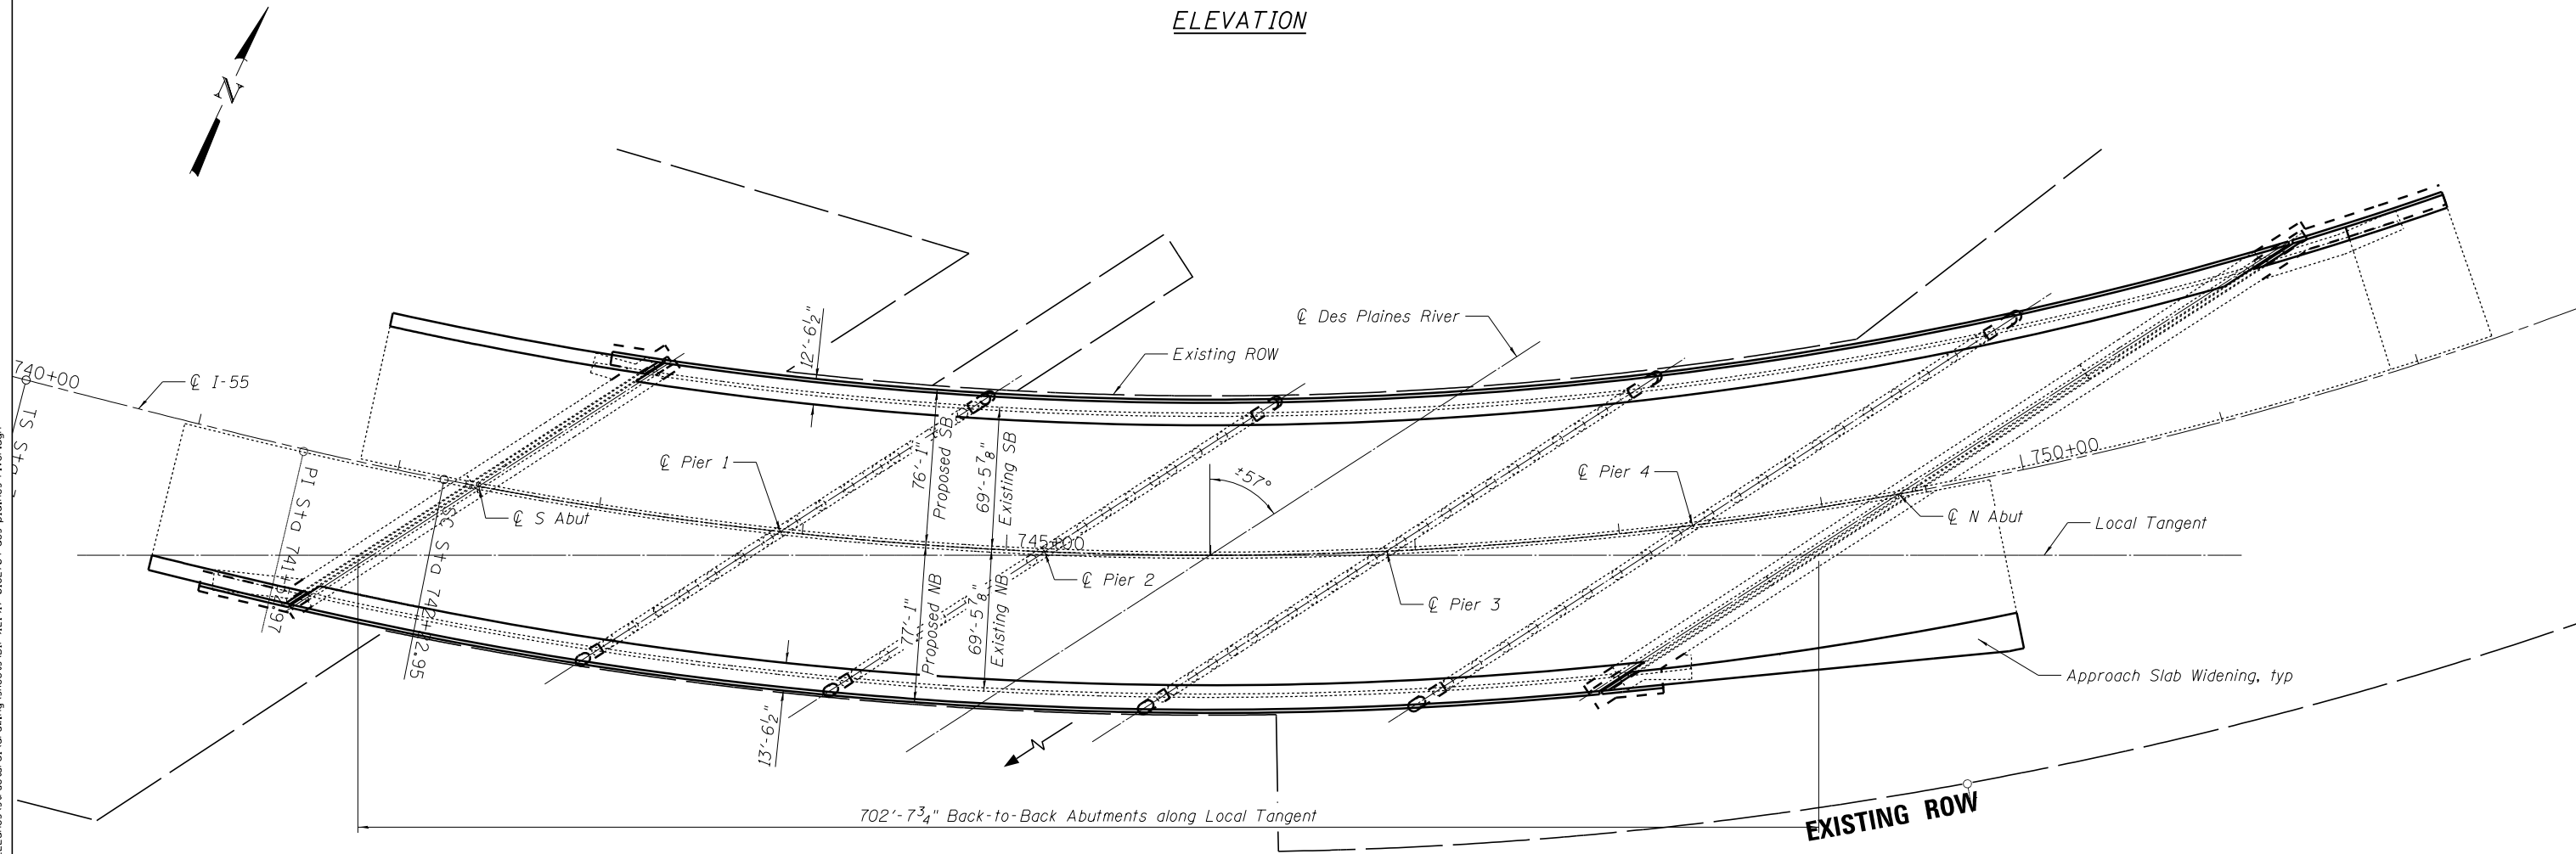 ELEVATION
N
℄ Des Plaines River
12'-6½"
Existing ROW
740+00
℄ I-55
TS Sta
℄ Pier 1
76'-1"
Proposed SB
69'-5⅞"
Existing SB
±57°
℄ Pier 4
750+00
PI Sta 741+
97
SC Sta 742+
2.95
℄ S Abut
℄ N Abut
Local Tangent
745+00
℄ Pier 2
℄ Pier 3
77'-1"
Proposed NB
69'-5⅞"
Existing NB
Approach Slab Widening, typ
13'-6½"
702'-7¾" Back-to-Back Abutments along Local Tangent
EXISTING ROW